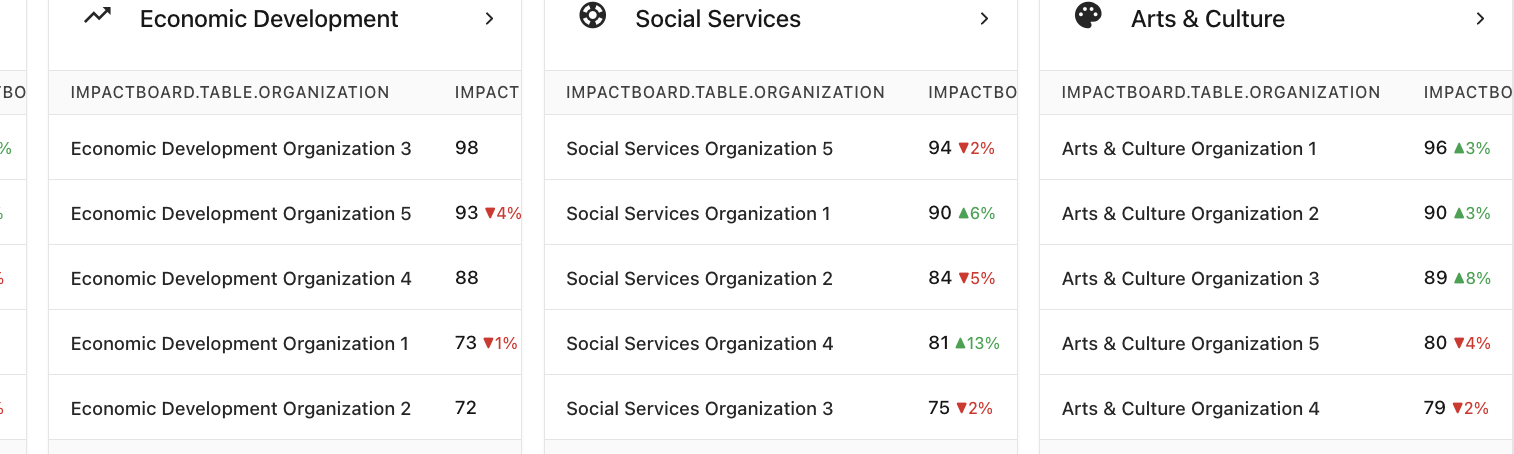 Economic Development
Social Services
Arts & Culture
IMPACTBOARD.TABLE.ORGANIZATION IMPACT
IMPACTBOARD.TABLE.ORGANIZATION IMPACTBO
IMPACTBOARD.TABLE.ORGANIZATION IMPACTBO
Economic Development Organization 3 98
Social Services Organization 5 94 ▼2%
Arts & Culture Organization 1 96 ▲3%
Economic Development Organization 5 93 ▼4%
Social Services Organization 1 90 ▲6%
Arts & Culture Organization 2 90 ▲3%
Economic Development Organization 4 88
Social Services Organization 2 84 ▼5%
Arts & Culture Organization 3 89 ▲8%
Economic Development Organization 1 73 ▼1%
Social Services Organization 4 81 ▲13%
Arts & Culture Organization 5 80 ▼4%
Economic Development Organization 2 72
Social Services Organization 3 75 ▼2%
Arts & Culture Organization 4 79 ▼2%